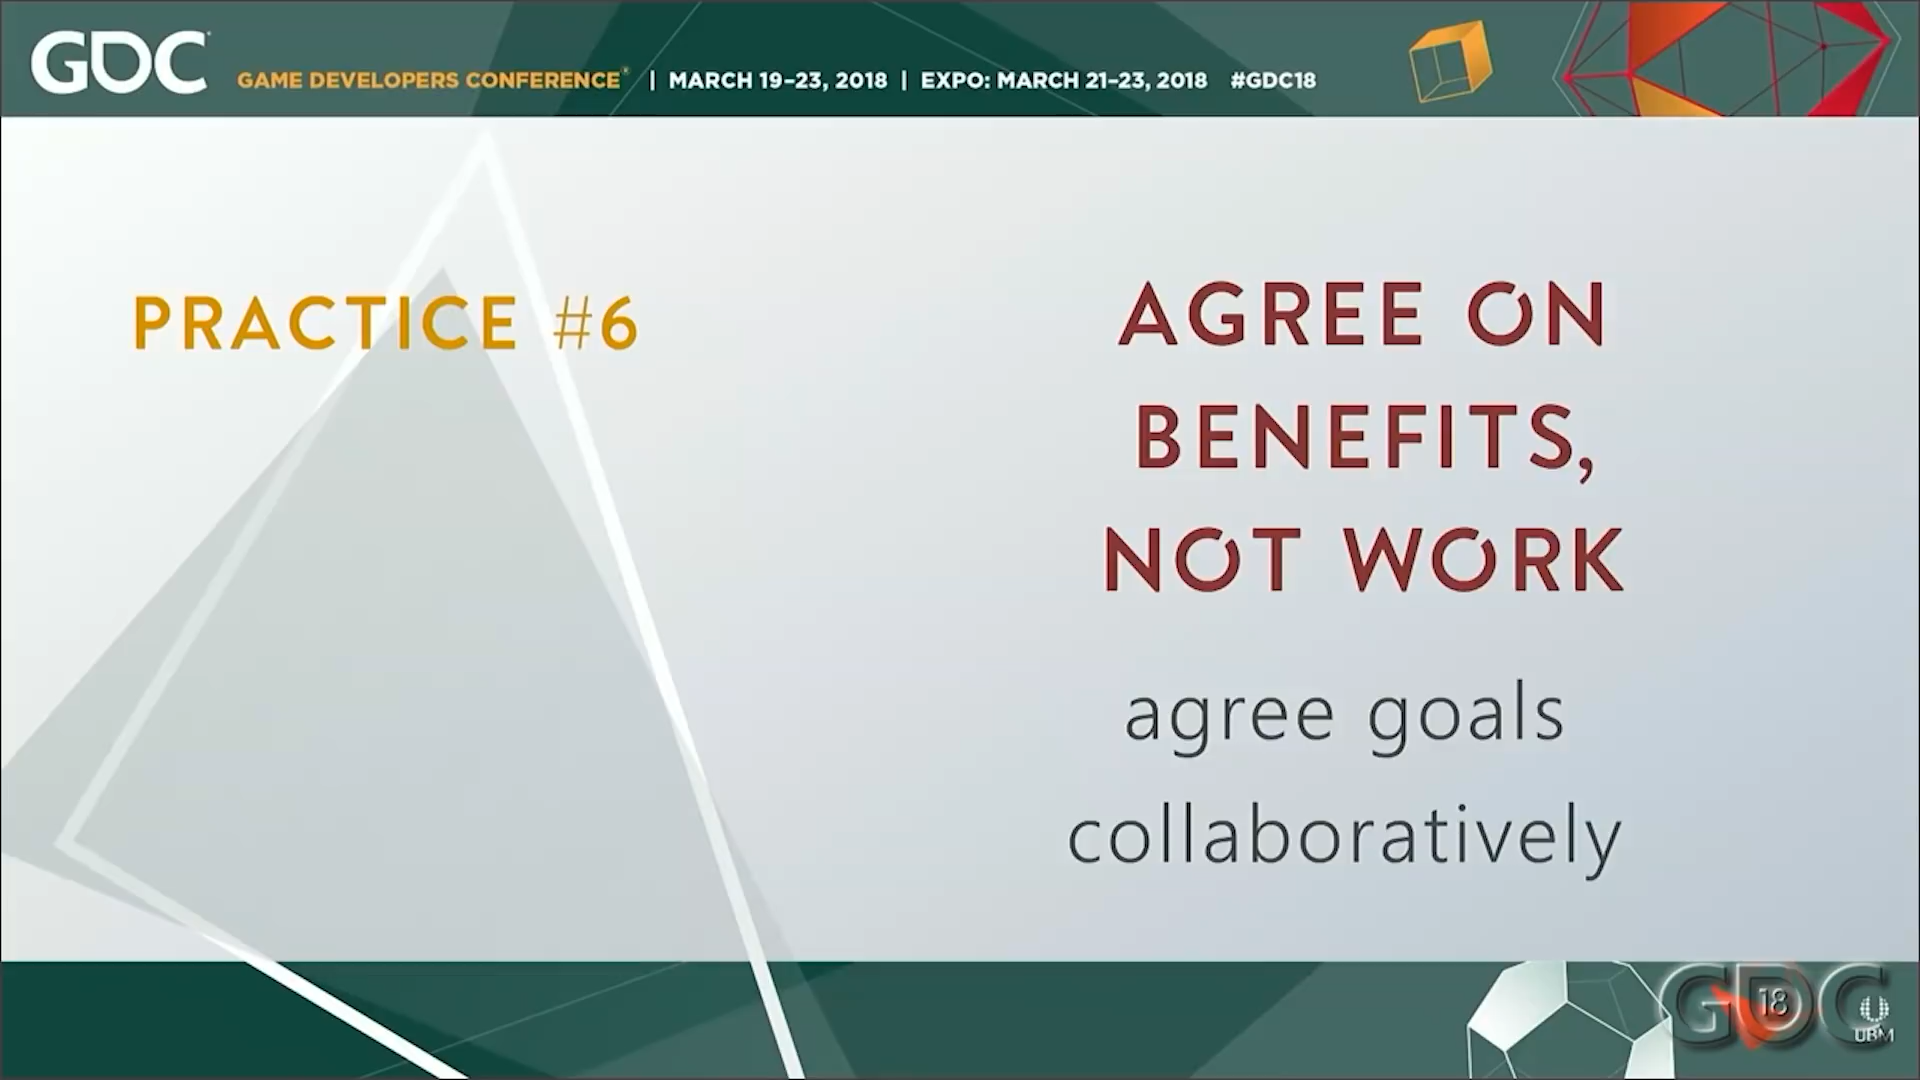 GDC
GAME DEVELOPERS CONFERENCE® | MARCH 19–23, 2018 | EXPO: MARCH 21–23, 2018 #GDC18
PRACTICE #6
AGREE ON
BENEFITS,
NOT WORK
agree goals
collaboratively
GDC
18
UBM